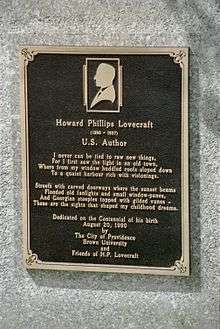 Howard Phillips Lovecraft
(1890 - 1937)
U.S. Author
I never can be tied to raw new things,
For I first saw the light in an old town,
Where from my window huddled roofs sloped down
To a quaint harbour rich with visionings.
Streets with carved doorways where the sunset beams
Flooded old fanlights and small window-panes,
And Georgian steeples topped with gilded vanes -
These are the sights that shaped my childhood dreams.
Dedicated on the Centennial of his birth
August 20, 1990
by
The City of Providence
Brown University
and
Friends of H.P. Lovecraft